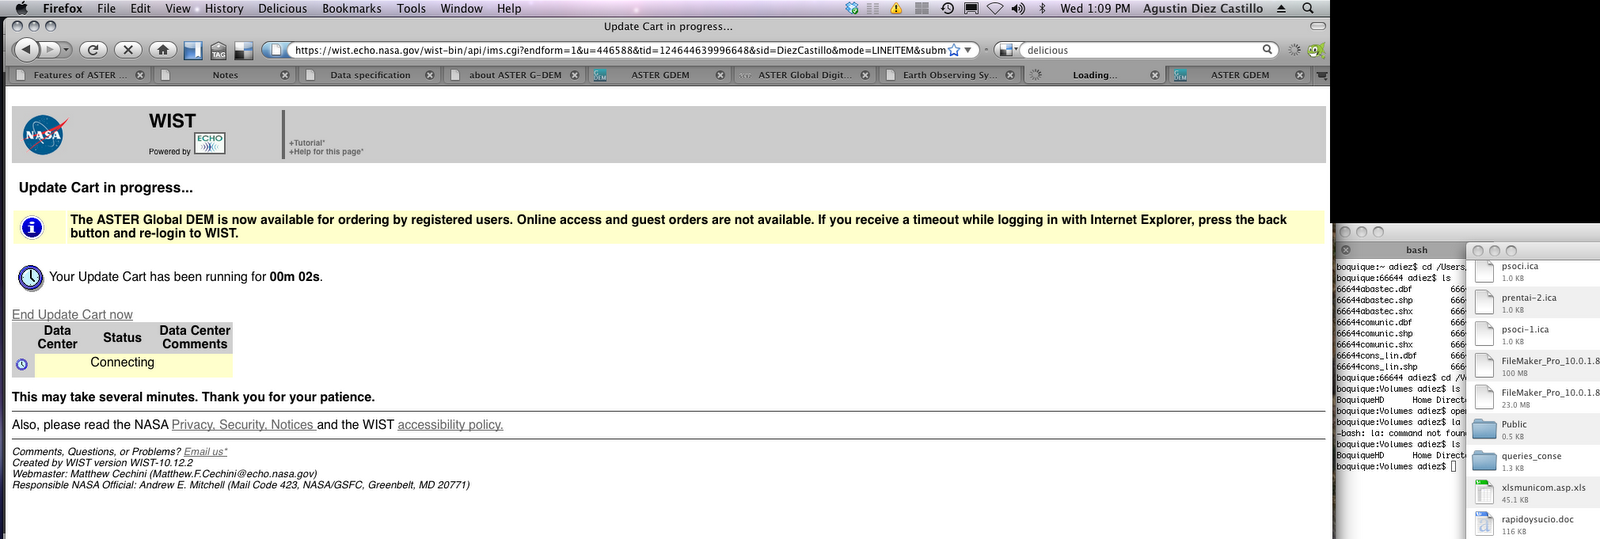 Firefox File Edit View History Delicious Bookmarks Tools Window Help Wed 1:09 PM Agustin Diez Castillo
Update Cart in progress...
TAG https://wist.echo.nasa.gov/wist-bin/api/ims.cgi?endform=1&u=446588&tid=124644639996648&sid=DiezCastillo&mode=LINEITEM&subm delicious
Features of ASTER ... Notes Data specification about ASTER G-DEM ASTER GDEM ASTER Global Digit... Earth Observing Sy... Loading... ASTER GDEM
NASA
WIST
Powered by ECHO
+Tutorial*
+Help for this page*
Update Cart in progress...
The ASTER Global DEM is now available for ordering by registered users. Online access and guest orders are not available. If you receive a timeout while logging in with Internet Explorer, press the back
button and re-login to WIST.
Your Update Cart has been running for 00m 02s.
End Update Cart now
Data Center Status Data Center Comments
Connecting
This may take several minutes. Thank you for your patience.
Also, please read the NASA Privacy, Security, Notices and the WIST accessibility policy.
Comments, Questions, or Problems? Email us*
Created by WIST version WIST-10.12.2
Webmaster: Matthew Cechini (Matthew.F.Cechini@echo.nasa.gov)
Responsible NASA Official: Andrew E. Mitchell (Mail Code 423, NASA/GSFC, Greenbelt, MD 20771)
bash
boquique:~ adiez$ cd /Users
boquique:66644 adiez$ ls
66644abastec.dbf 666
66644abastec.shp 666
66644abastec.shx 666
66644comunic.dbf 666
66644comunic.shp 666
66644comunic.shx 666
66644cons_lin.dbf 666
66644cons_lin.shp 666
boquique:66644 adiez$ cd /V
boquique:Volumes adiez$ ls
BoquiqueHD Home Direct
boquique:Volumes adiez$ ope
boquique:Volumes adiez$ la
-bash: la: command not foun
boquique:Volumes adiez$ ls
BoquiqueHD Home Direct
boquique:Volumes adiez$
psoci.ica
1.0 KB
prentai-2.ica
1.0 KB
psoci-1.ica
1.0 KB
FileMaker_Pro_10.0.1.8
100 MB
FileMaker_Pro_10.0.1.8
23.0 MB
Public
0.5 KB
queries_conse
1.3 KB
xlsmunicom.asp.xls
45.1 KB
rapidoysucio.doc
116 KB